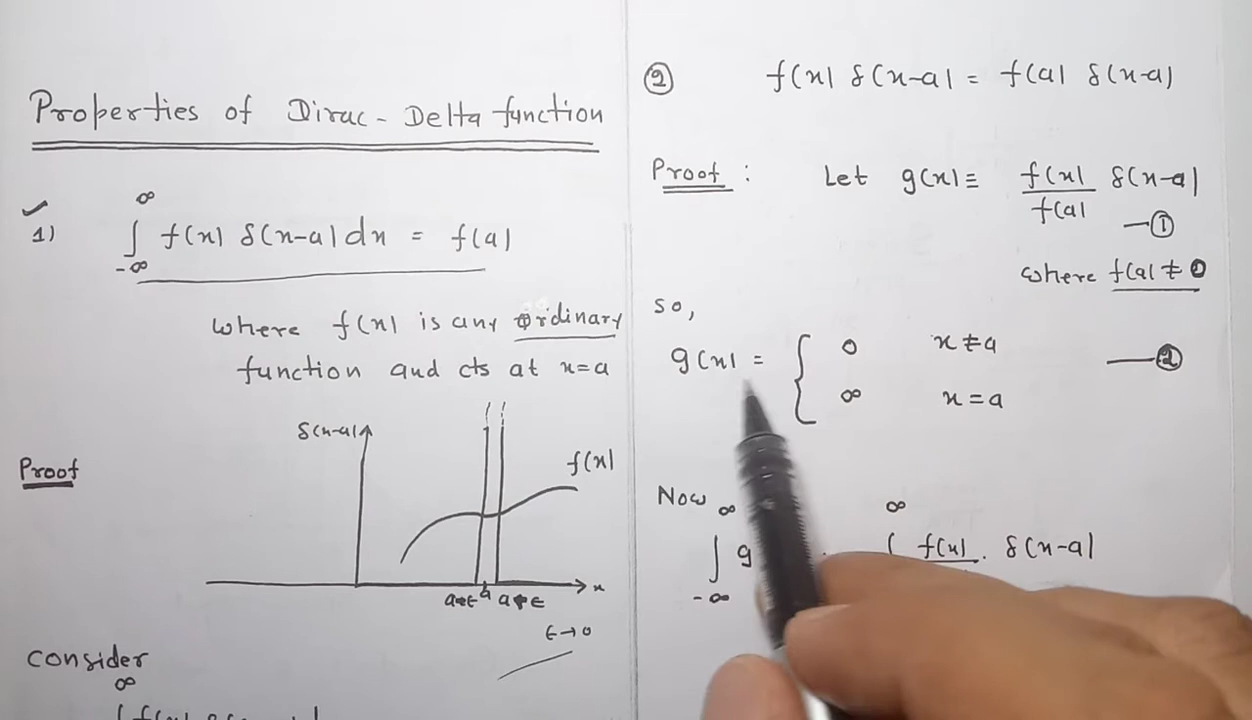 Properties of Dirac-Delta function
1) ∫_{-∞}^{∞} f(x) δ(x-a) dx = f(a)
where f(x) is any ordinary
function and cts at x=a
Proof
δ(x-a)
f(x)
a-ε a a+ε x
ε→0
Consider
∞
② f(x) δ(x-a) = f(a) δ(x-a)
Proof : Let g(x) ≡ f(x)/f(a) δ(x-a) —①
where f(a) ≠ 0
so,
g(x) = { 0 x≠a —②
∞ x=a
Now
∫_{-∞}^{∞} g ∫^{∞} f(x) . δ(x-a)